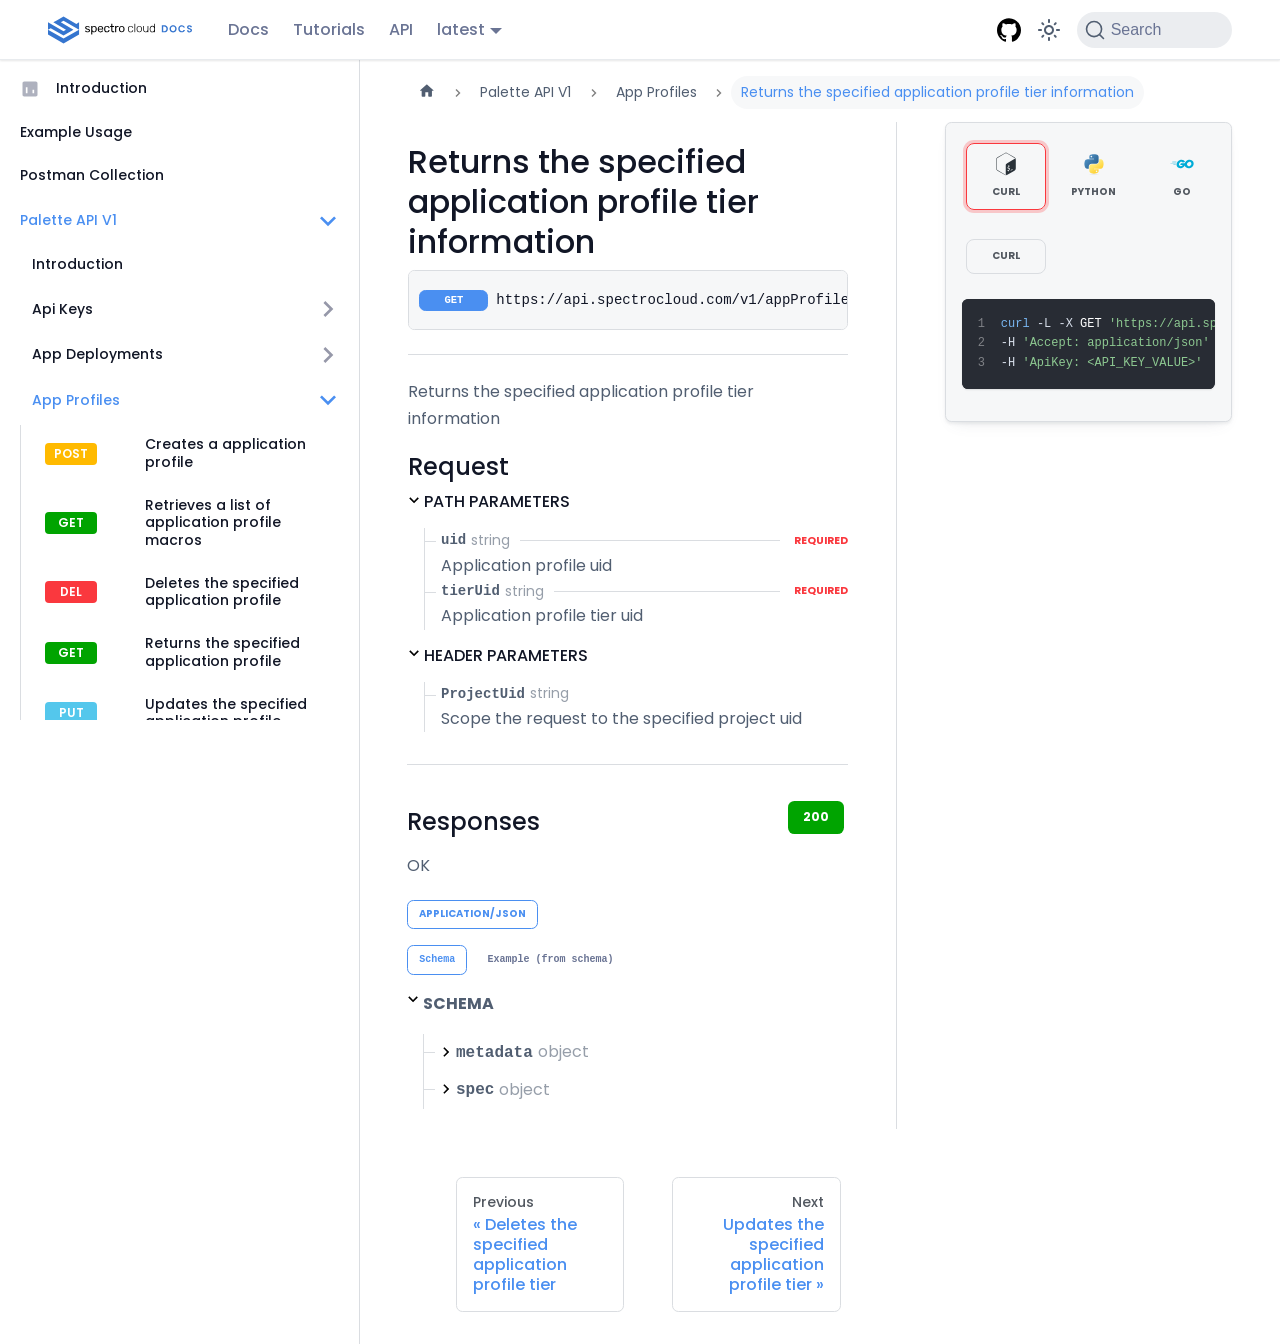 spectro cloud DOCS
Docs
Tutorials
API
latest
Search
Introduction
Example Usage
Postman Collection
Palette API V1
Introduction
Api Keys
App Deployments
App Profiles
POST Creates a application
profile
GET Retrieves a list of
application profile
macros
DEL Deletes the specified
application profile
GET Returns the specified
application profile
PUT Updates the specified
application profile
Palette API V1
App Profiles
Returns the specified application profile tier information
Returns the specified
application profile tier
information
GET https://api.spectrocloud.com/v1/appProfile
Returns the specified application profile tier
information
Request
PATH PARAMETERS
uid string REQUIRED
Application profile uid
tierUid string REQUIRED
Application profile tier uid
HEADER PARAMETERS
ProjectUid string
Scope the request to the specified project uid
Responses 200
OK
APPLICATION/JSON
Schema Example (from schema)
SCHEMA
metadata object
spec object
Previous
« Deletes the
specified
application
profile tier
Next
Updates the
specified
application
profile tier »
CURL PYTHON GO
CURL
1 curl -L -X GET 'https://api.sp
2 -H 'Accept: application/json'
3 -H 'ApiKey: <API_KEY_VALUE>'